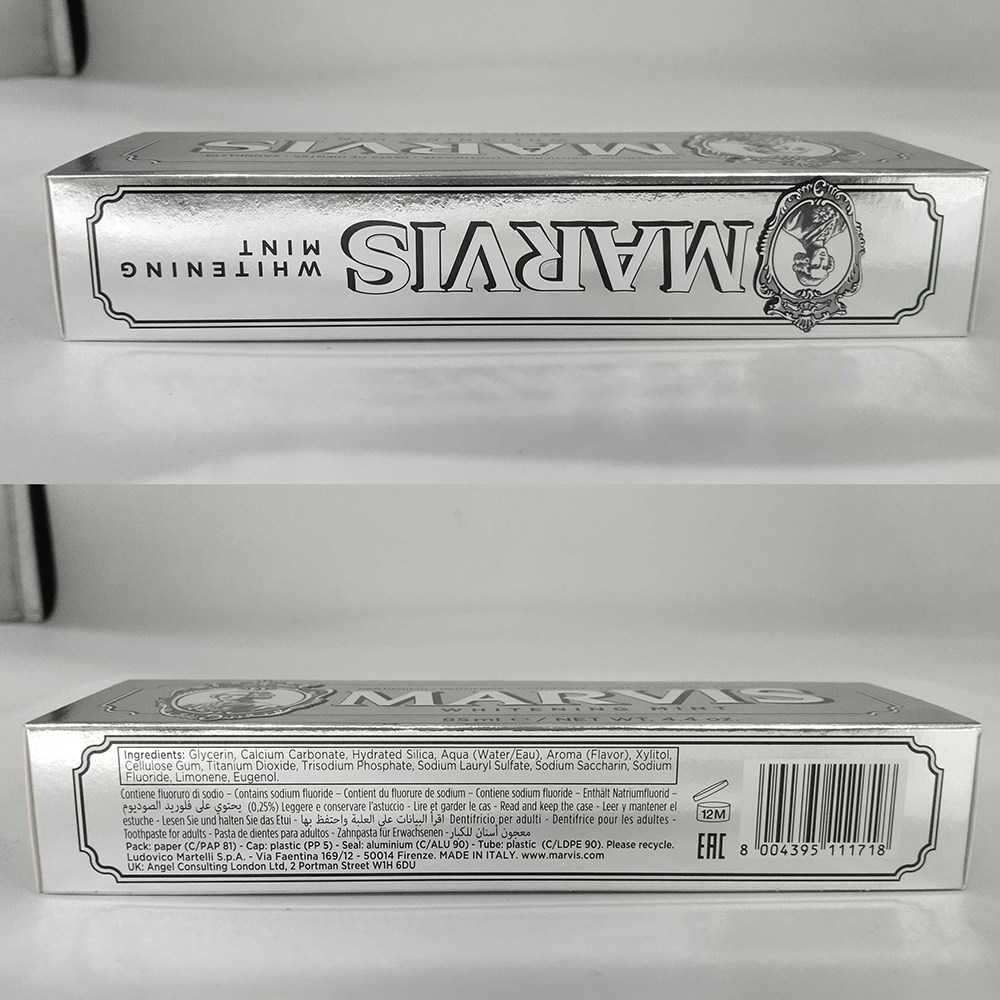 MARVIS
MARVIS
WHITENING
MINT
MARVIS
WHITENING MINT
85ml ℮ / NET WT. 4.4 oz.
Ingredients: Glycerin, Calcium Carbonate, Hydrated Silica, Aqua (Water/Eau), Aroma (Flavor), Xylitol,
Cellulose Gum, Titanium Dioxide, Trisodium Phosphate, Sodium Lauryl Sulfate, Sodium Saccharin, Sodium
Fluoride, Limonene, Eugenol.
Contiene fluoruro di sodio - Contains sodium fluoride - Contient du fluorure de sodium - Contiene sodium fluoride - Enthält Natriumfluorid -
يحتوي على فلوريد الصوديوم (0,25%) Leggere e conservare l'astuccio - Lire et garder le cas - Read and keep the case - Leer y mantener el
estuche - Lesen Sie und halten Sie das Etui - اقرأ البيانات على العلبة واحتفظ بها - Dentifricio per adulti - Dentifrice pour les adultes -
Toothpaste for adults - Pasta de dientes para adultos - Zahnpasta für Erwachsenen - معجون أسنان للكبار
Pack: paper (C/PAP 81) - Cap: plastic (PP 5) - Seal: aluminium (C/ALU 90) - Tube: plastic (C/LDPE 90). Please recycle.
Ludovico Martelli S.p.A. - Via Faentina 169/12 - 50014 Firenze. MADE IN ITALY. www.marvis.com
UK: Angel Consulting London Ltd, 2 Portman Street W1H 6DU
12M
EAC
8 004395 111718